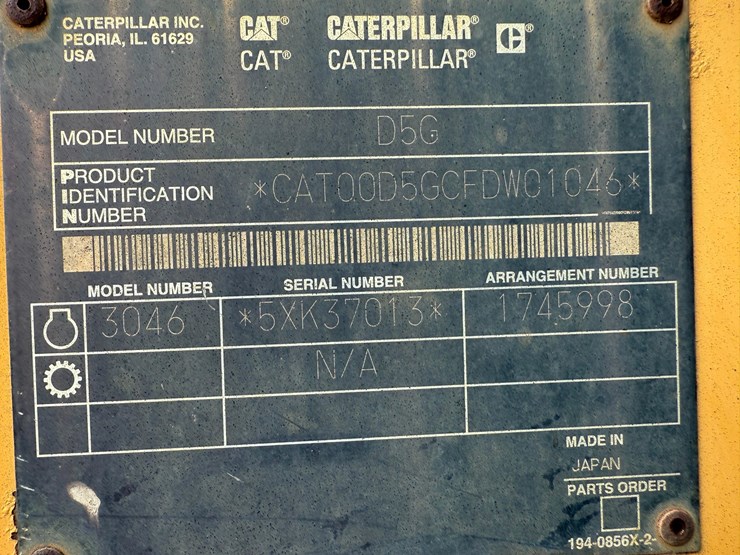 CATERPILLAR INC.
PEORIA, IL. 61629
USA
CAT® CATERPILLAR® C®
CAT® CATERPILLAR®
MODEL NUMBER D5G
PRODUCT
IDENTIFICATION
NUMBER
*CAT00D5GCFDW01046*
MODEL NUMBER SERIAL NUMBER ARRANGEMENT NUMBER
3046 *5XK37013* 1745998
N/A
MADE IN
JAPAN
PARTS ORDER
194-0856X-2-